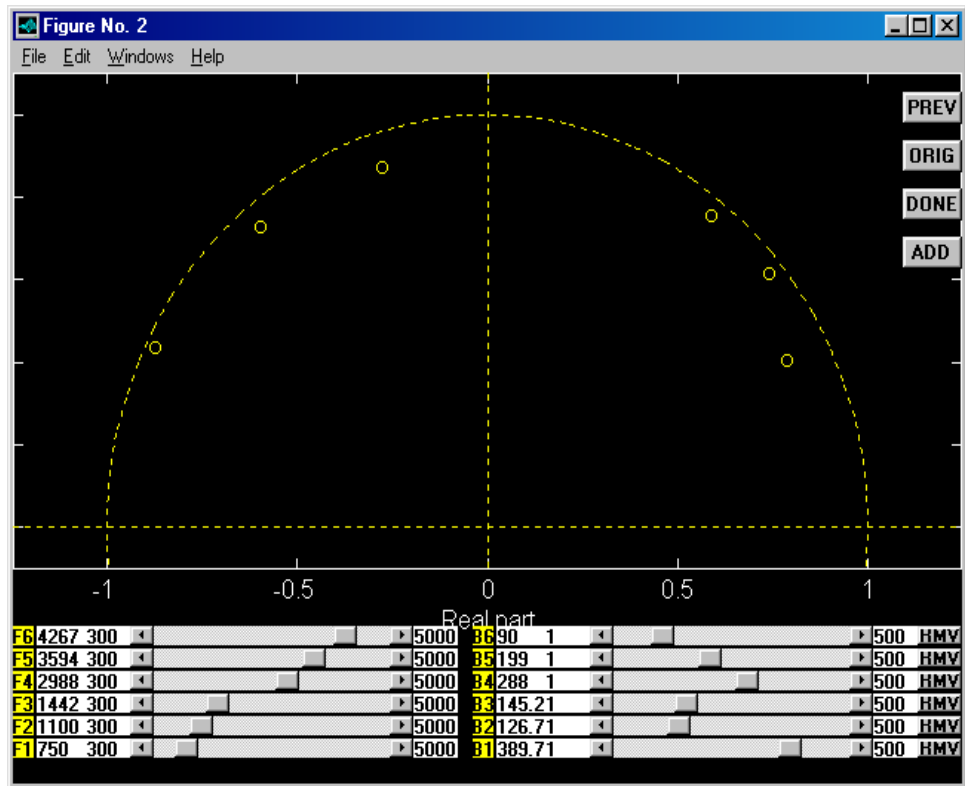 Figure No. 2
File Edit Windows Help
PREV
ORIG
DONE
ADD
-1 -0.5 0 0.5 1
Real part
F6 4267 300 5000 B6 90 1 500 HMV
F5 3594 300 5000 B5 199 1 500 HMV
F4 2988 300 5000 B4 288 1 500 HMV
F3 1442 300 5000 B3 145.21 500 HMV
F2 1100 300 5000 B2 126.71 500 HMV
F1 750 300 5000 B1 389.71 500 HMV